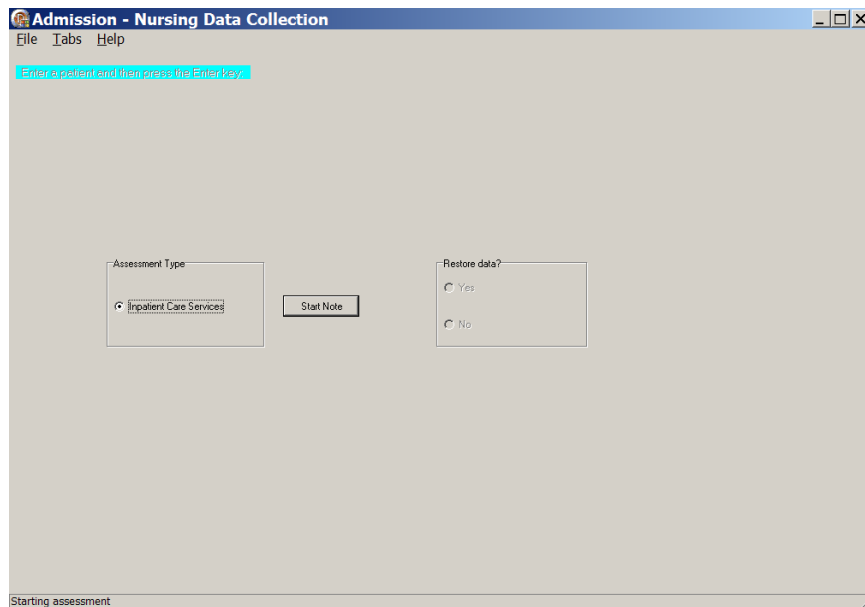 Admission - Nursing Data Collection
File Tabs Help
Enter a patient and then press the Enter key.
Assessment Type
Inpatient Care Services
Start Note
Restore data?
Yes
No
Starting assessment